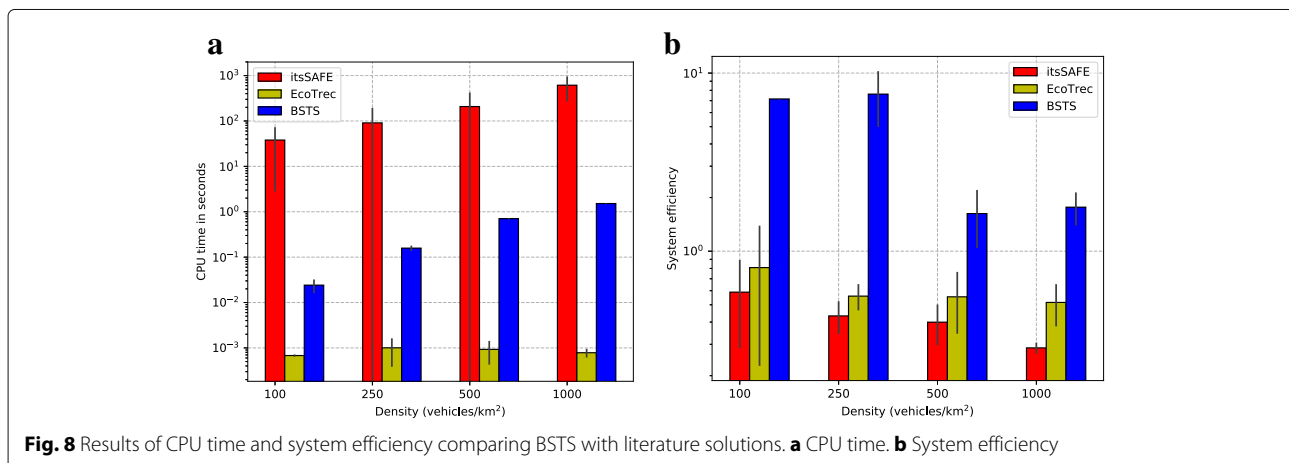 a
itsSAFE
EcoTrec
BSTS
10³
10²
10¹
10⁰
10⁻¹
10⁻²
10⁻³
CPU time in seconds
100
250
500
1000
Density (vehicles/km²)
b
itsSAFE
EcoTrec
BSTS
10¹
10⁰
System efficiency
100
250
500
1000
Density (vehicles/km²)
Fig. 8 Results of CPU time and system efficiency comparing BSTS with literature solutions. a CPU time. b System efficiency